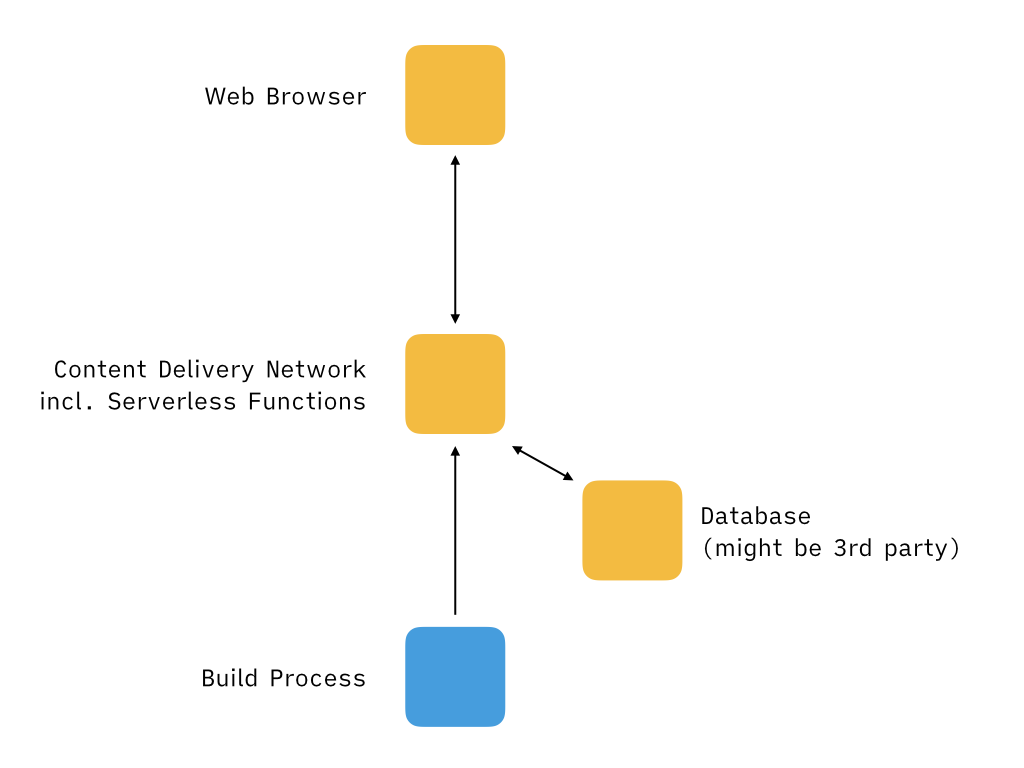 Web Browser
Content Delivery Network
incl. Serverless Functions
Database
(might be 3rd party)
Build Process